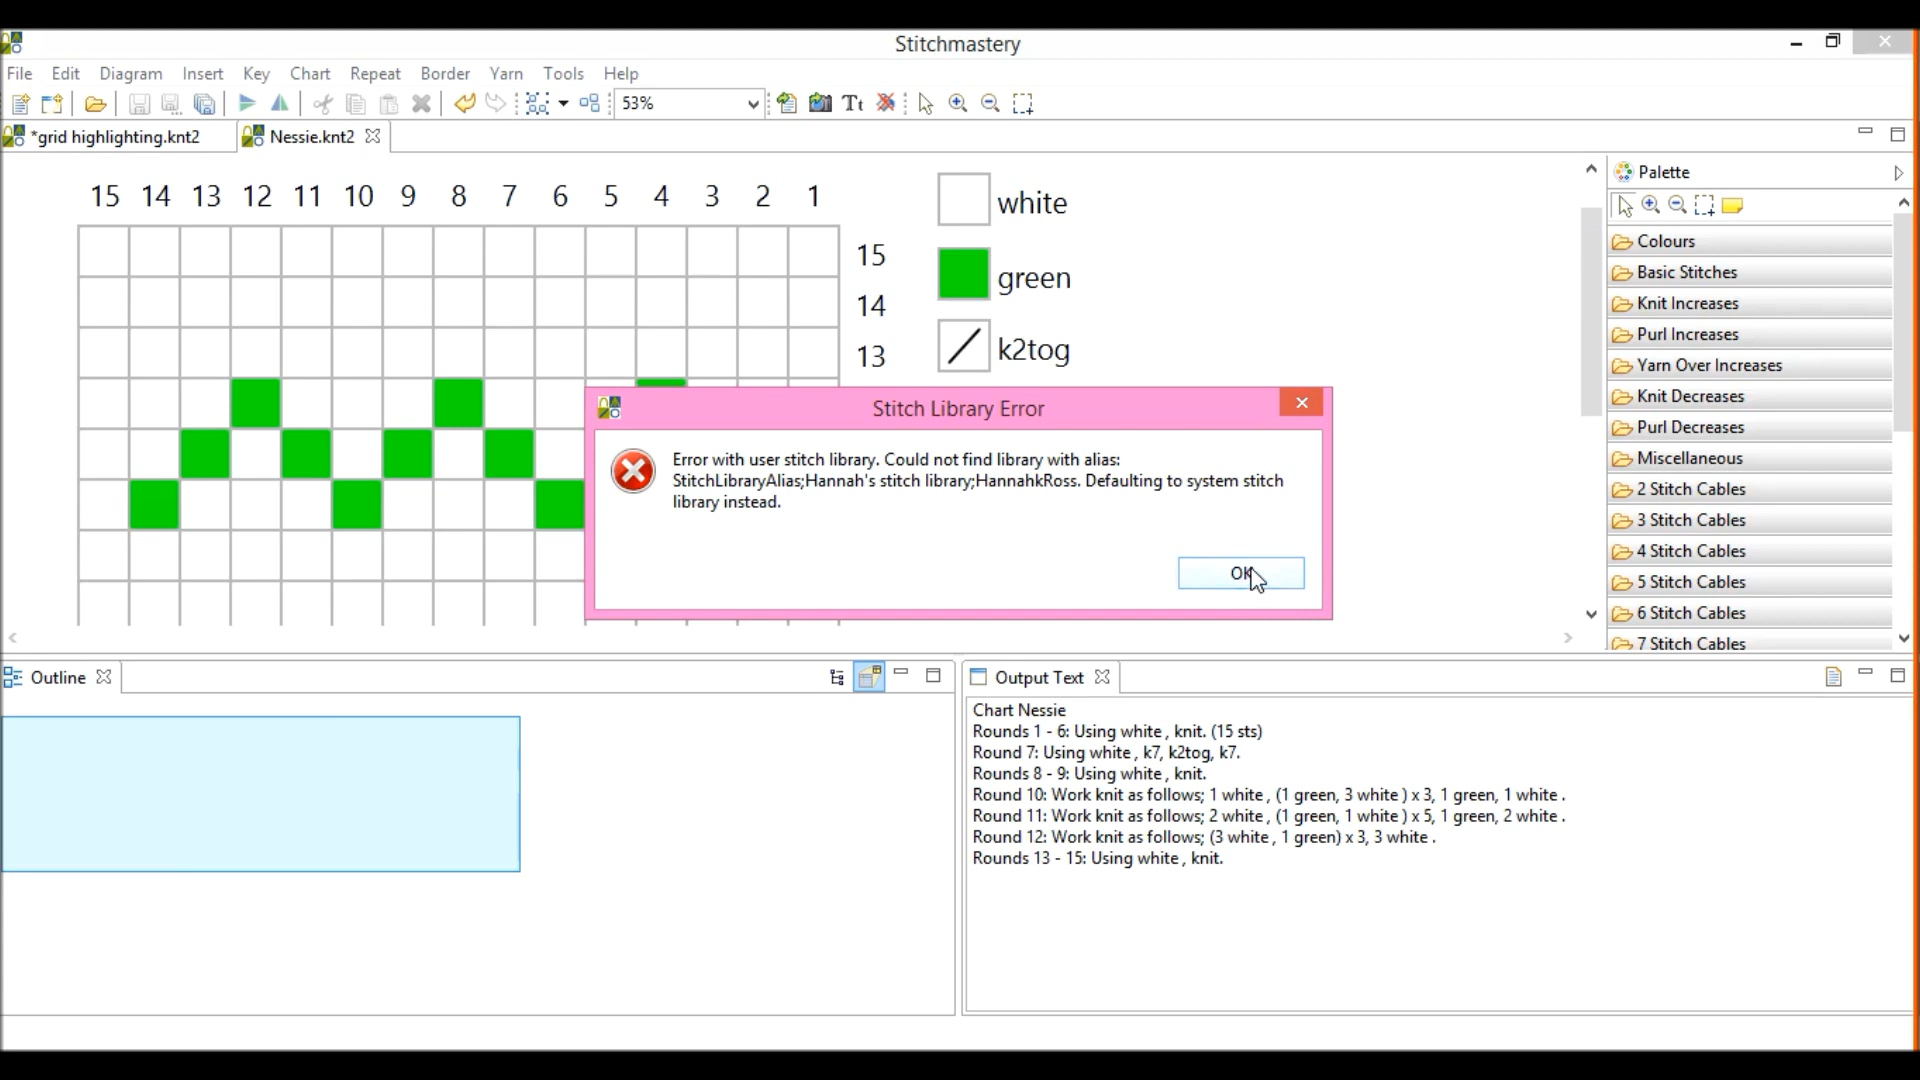 Stitchmastery
File Edit Diagram Insert Key Chart Repeat Border Yarn Tools Help
53% Tt
*grid highlighting.knt2 Nessie.knt2
15 14 13 12 11 10 9 8 7 6 5 4 3 2 1
15
14
13
white
green
k2tog
Stitch Library Error
Error with user stitch library. Could not find library with alias:
StitchLibraryAlias;Hannah's stitch library;HannahkRoss. Defaulting to system stitch
library instead.
OK
Palette
Colours
Basic Stitches
Knit Increases
Purl Increases
Yarn Over Increases
Knit Decreases
Purl Decreases
Miscellaneous
2 Stitch Cables
3 Stitch Cables
4 Stitch Cables
5 Stitch Cables
6 Stitch Cables
7 Stitch Cables
Outline
Output Text
Chart Nessie
Rounds 1 - 6: Using white , knit. (15 sts)
Round 7: Using white , k7, k2tog, k7.
Rounds 8 - 9: Using white , knit.
Round 10: Work knit as follows; 1 white , (1 green, 3 white ) x 3, 1 green, 1 white .
Round 11: Work knit as follows; 2 white , (1 green, 1 white ) x 5, 1 green, 2 white .
Round 12: Work knit as follows; (3 white , 1 green) x 3, 3 white .
Rounds 13 - 15: Using white , knit.